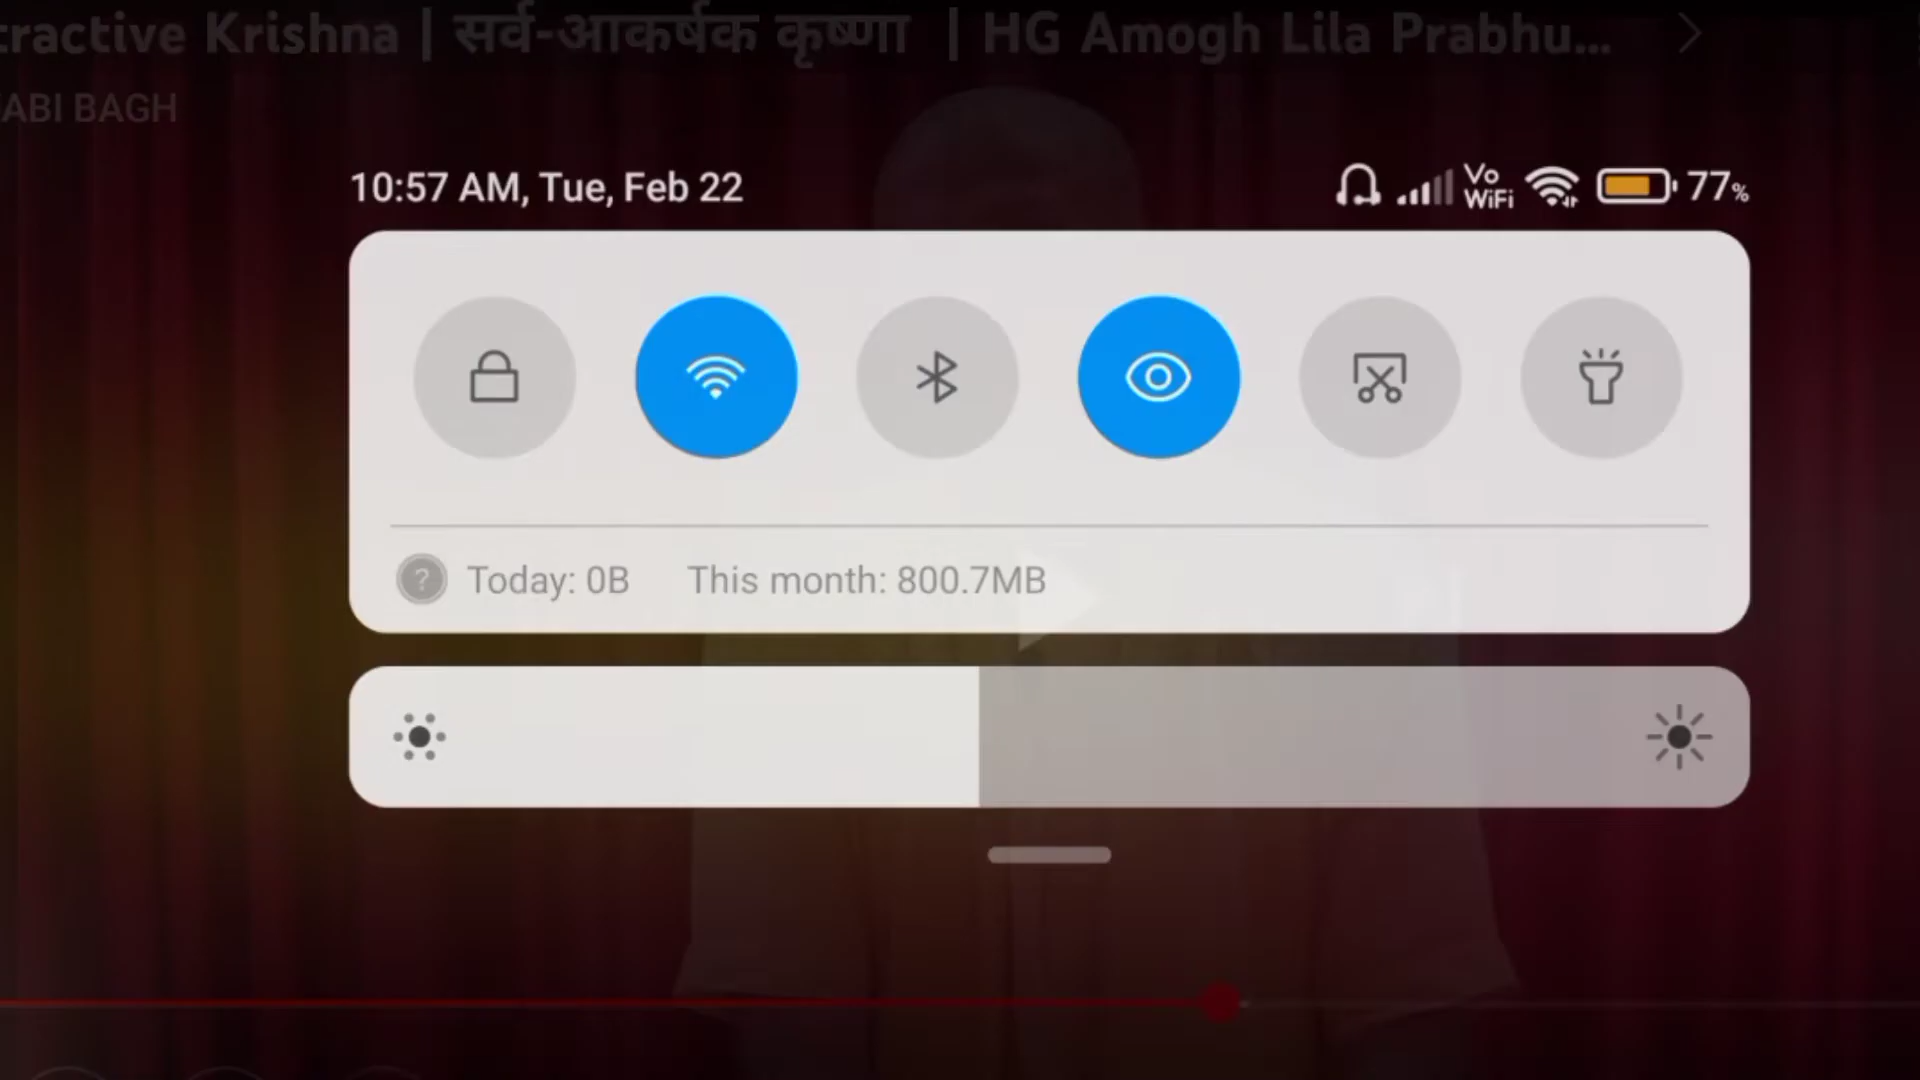 tractive Krishna | सर्व-आकर्षक कृष्णा | HG Amogh Lila Prabhu...
ABI BAGH
10:57 AM, Tue, Feb 22
Vo WiFi 77%
Today: 0B This month: 800.7MB